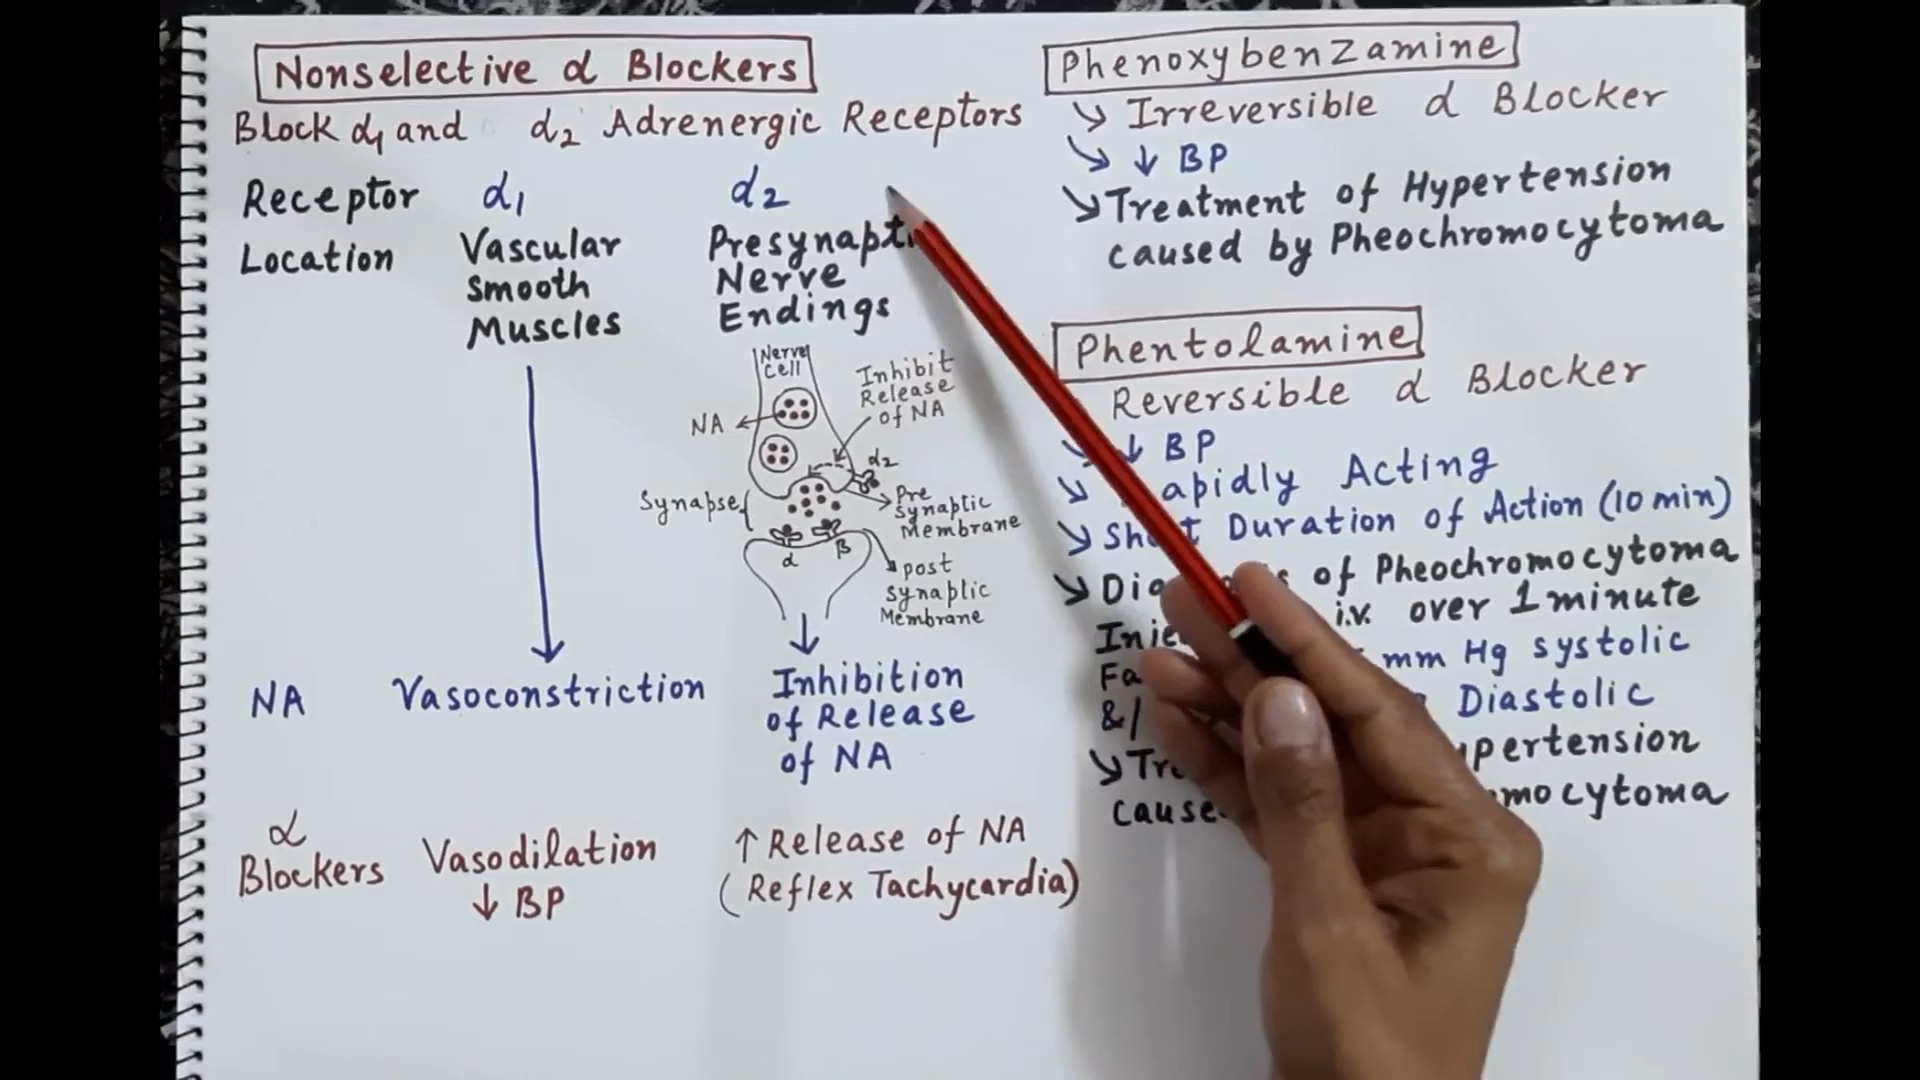 Nonselective α Blockers
Block α1 and α2 Adrenergic Receptors
Receptor α1 α2
Location Vascular Smooth Muscles
Presynapti
Nerve
Endings
Nerve
Cell
Inhibit
Release
of NA
NA
α2
Synapse
Pre
Synaptic
Membrane
α
β
Post
Synaptic
Membrane
NA Vasoconstriction
Inhibition
of Release
of NA
α
Blockers
Vasodilation
↓ BP
↑ Release of NA
(Reflex Tachycardia)
Phenoxybenzamine
↘ Irreversible α Blocker
↘ ↓ BP
↘ Treatment of Hypertension
caused by Pheochromocytoma
Phentolamine
Reversible α Blocker
↘ ↓ BP
↘ apidly Acting
↘ Duration of Action (10 min)
↘ of Pheochromocytoma
i.v. over 1 minute
mm Hg systolic
&/ Diastolic
↘ pertension
cause mocytoma